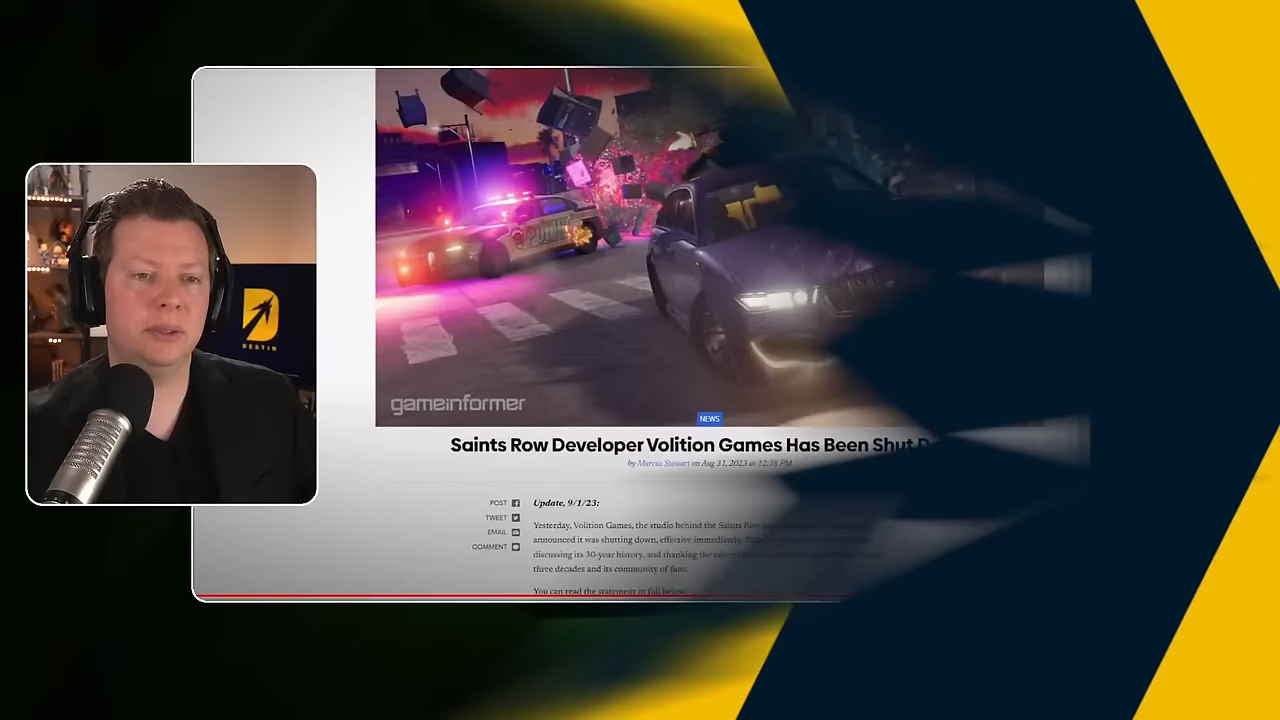 POLICE
DESTIN
gameinformer
NEWS
Saints Row Developer Volition Games Has Been Shut
by Marcus Stewart on Aug 31, 2023 at 12:38 PM
POST
TWEET
EMAIL
COMMENT
Update, 9/1/23:
Yesterday, Volition Games, the studio behind the Saints Row
announced it was shutting down, effective immediately.
discussing its 30-year history, and thanking the
three decades and its community of fans.
You can read the statement in full below.